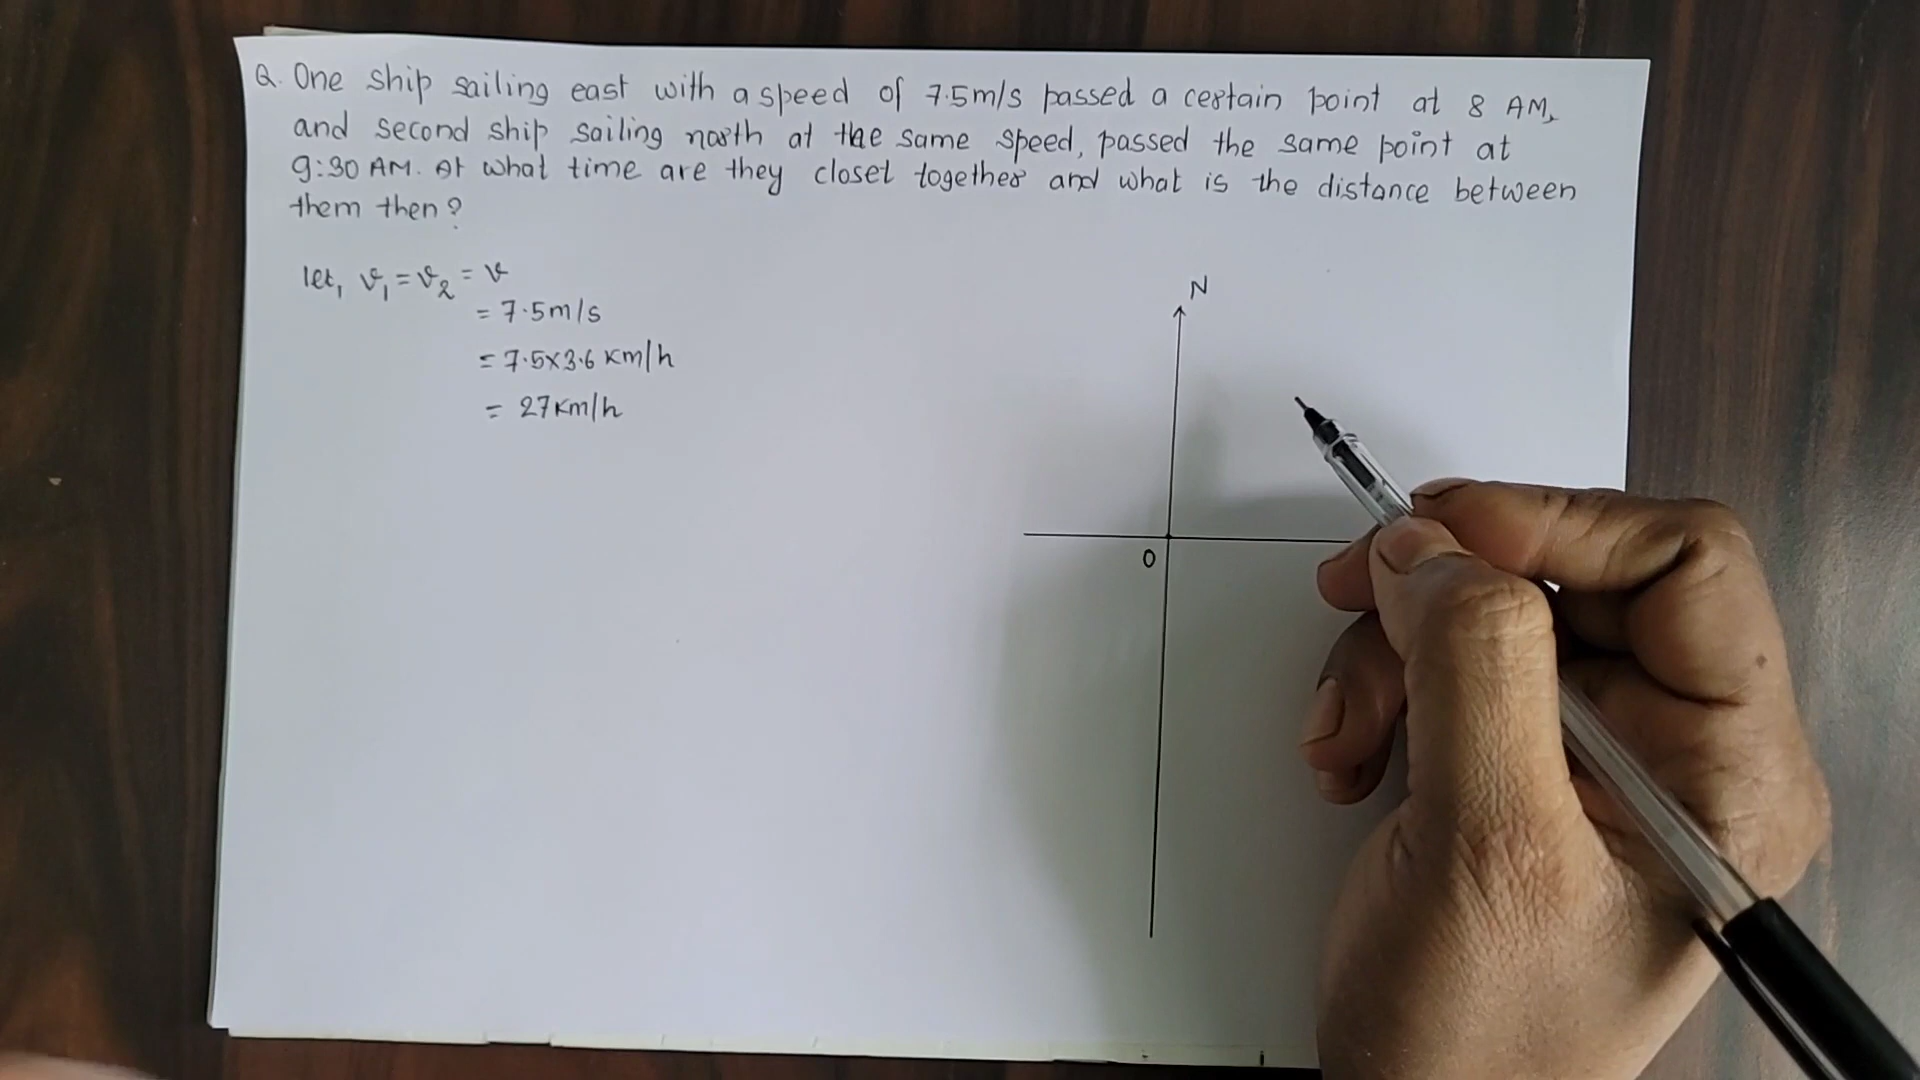 Q. One ship sailing east with a speed of 7.5m/s passed a certain point at 8 AM,
and second ship sailing north at the same speed, passed the same point at
9:30 AM. At what time are they closet together and what is the distance between
them then?
let, v₁ = v₂ = v
= 7.5m/s
= 7.5×3.6 km/h
= 27km/h
N
O